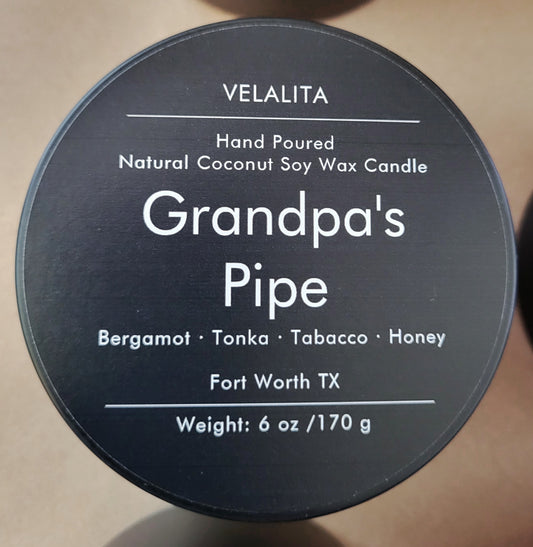 VELALITA
Hand Poured
Natural Coconut Soy Wax Candle
Grandpa's
Pipe
Bergamot · Tonka · Tabacco · Honey
Fort Worth TX
Weight: 6 oz /170 g